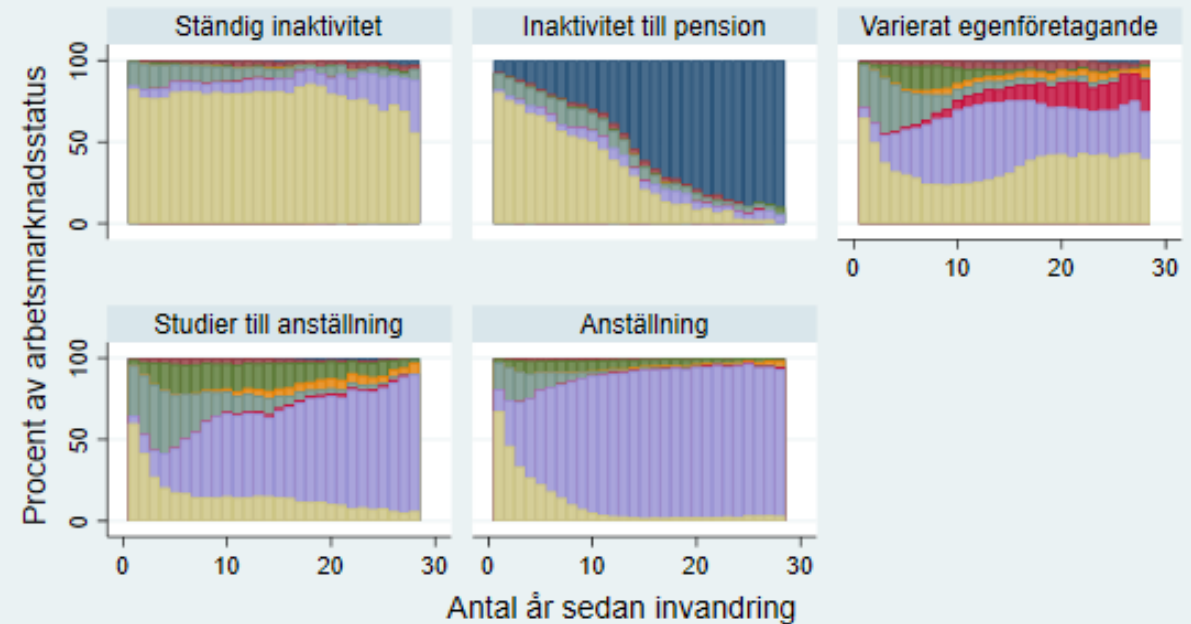 Ständig inaktivitet
Inaktivitet till pension
Varierat egenföretagande
Procent av arbetsmarknadsstatus
100
50
0
0 10 20 30
Studier till anställning
Anställning
100
50
0
0 10 20 30
0 10 20 30
Antal år sedan invandring